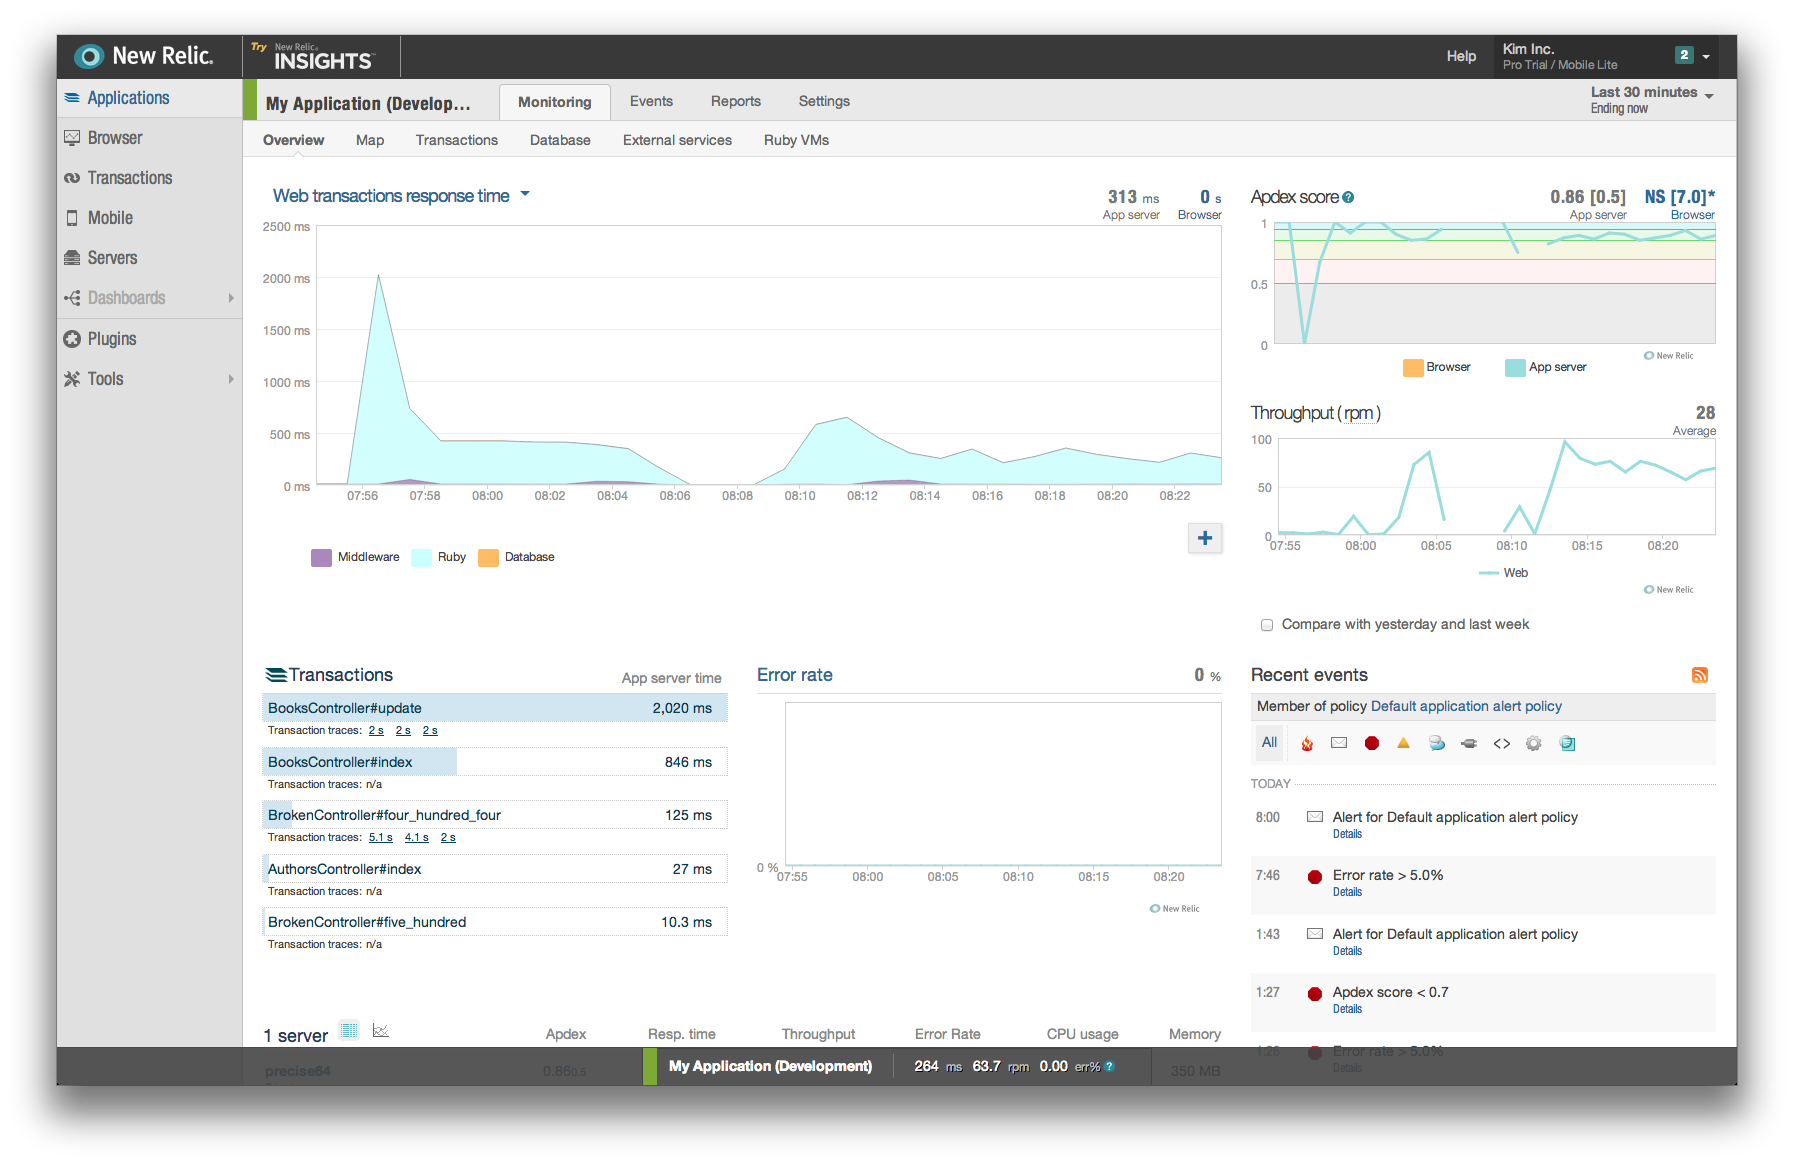 New Relic.
Try New Relic. INSIGHTS
Help
Kim Inc.
Pro Trial / Mobile Lite
2
Applications
Browser
Transactions
Mobile
Servers
Dashboards
Plugins
Tools
My Application (Develop...
Monitoring Events Reports Settings
Last 30 minutes
Ending now
Overview Map Transactions Database External services Ruby VMs
Web transactions response time
313 ms
App server
0 s
Browser
2500 ms
2000 ms
1500 ms
1000 ms
500 ms
0 ms
07:56 07:58 08:00 08:02 08:04 08:06 08:08 08:10 08:12 08:14 08:16 08:18 08:20 08:22
+
Middleware Ruby Database
Apdex score ?
0.86 [0.5]
App server
NS [7.0]*
Browser
1
0.5
0
New Relic
Browser App server
Throughput (rpm)
28
Average
100
50
0
07:55 08:00 08:05 08:10 08:15 08:20
Web
New Relic
Compare with yesterday and last week
Transactions App server time
BooksController#update 2,020 ms
Transaction traces: 2 s 2 s 2 s
BooksController#index 846 ms
Transaction traces: n/a
BrokenController#four_hundred_four 125 ms
Transaction traces: 5.1 s 4.1 s 2 s
AuthorsController#index 27 ms
Transaction traces: n/a
BrokenController#five_hundred 10.3 ms
Transaction traces: n/a
Error rate 0 %
0 %
07:55 08:00 08:05 08:10 08:15 08:20
New Relic
Recent events
Member of policy Default application alert policy
All
TODAY
8:00 Alert for Default application alert policy
Details
7:46 Error rate > 5.0%
Details
1:43 Alert for Default application alert policy
Details
1:27 Apdex score < 0.7
Details
1:26 Error rate > 5.0%
Details
1 server Apdex Resp. time Throughput Error Rate CPU usage Memory
precise64 0.86 0.5 350 MB
My Application (Development) 264 ms 63.7 rpm 0.00 err% ?